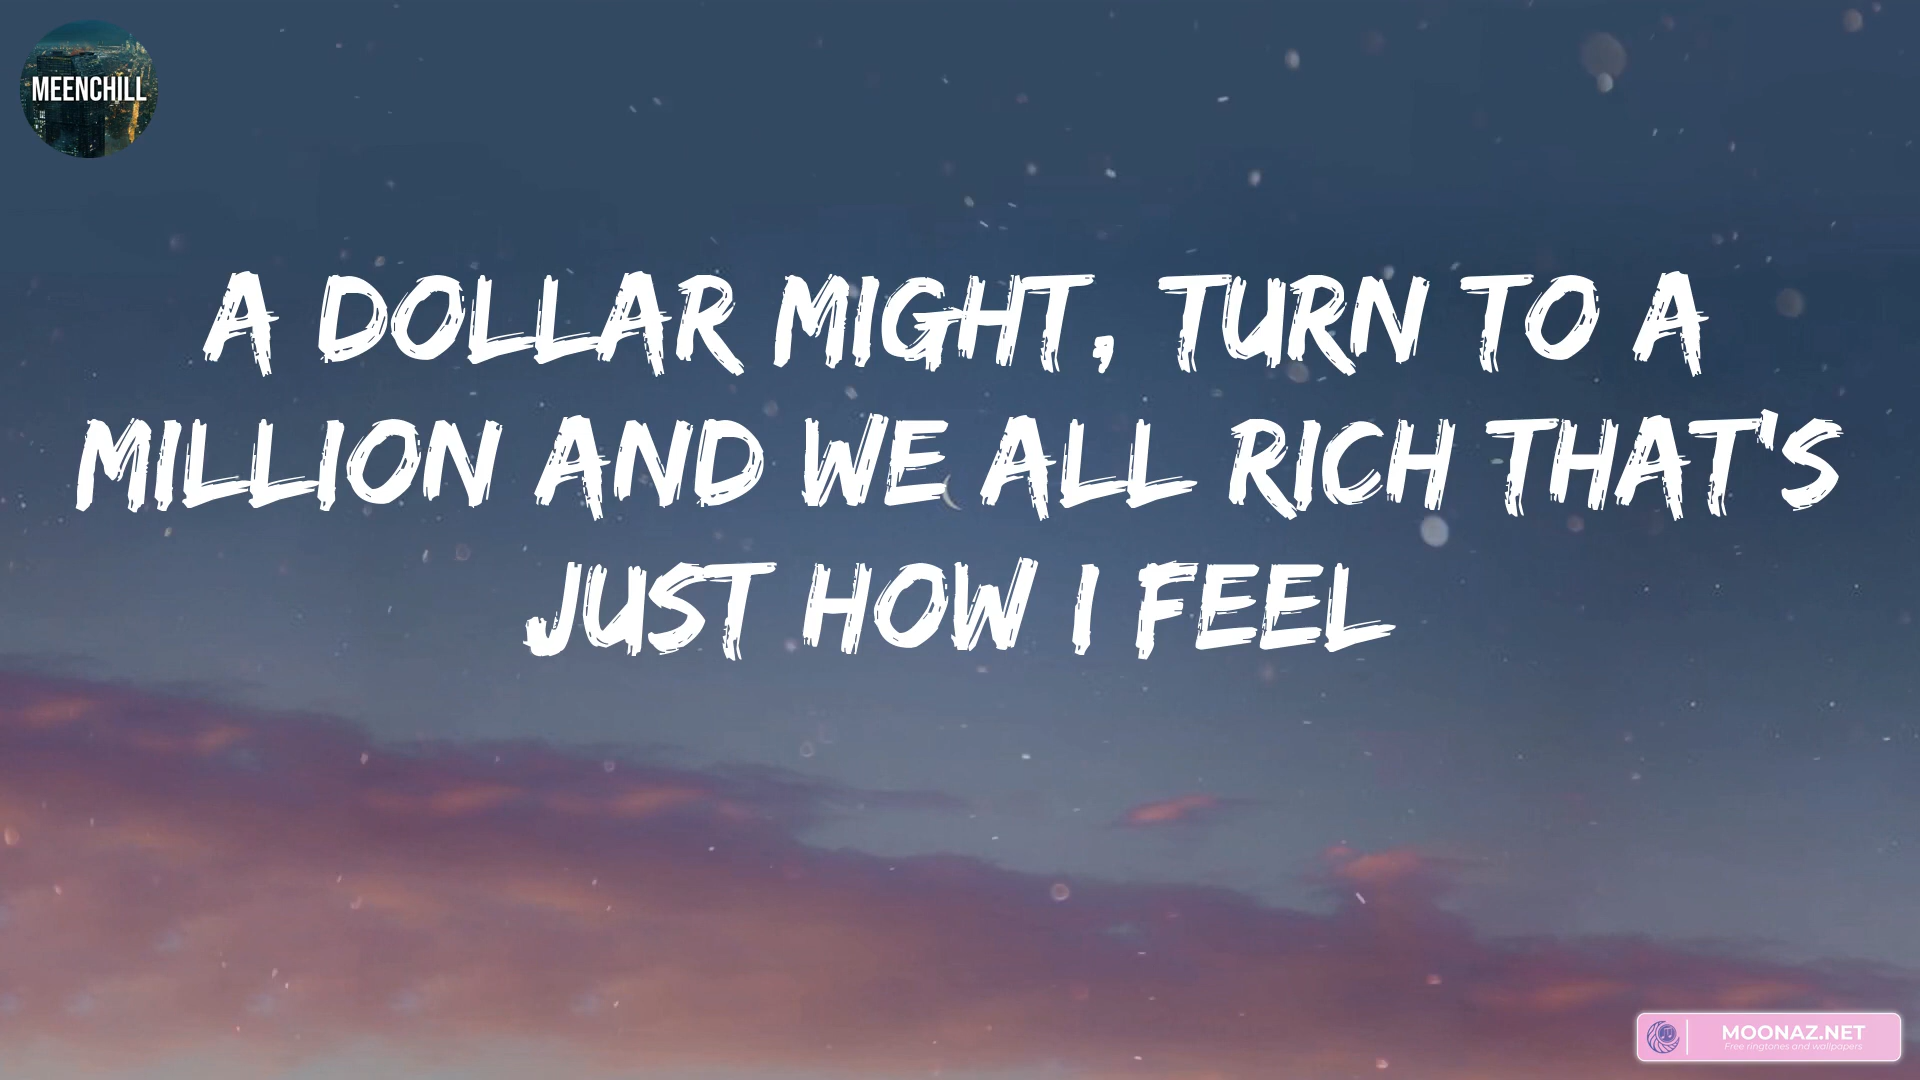 MEENCHILL
A DOLLAR MIGHT, TURN TO A
MILLION AND WE ALL RICH THAT'S
JUST HOW I FEEL
MOONAZ.NET
Free ringtones and wallpapers